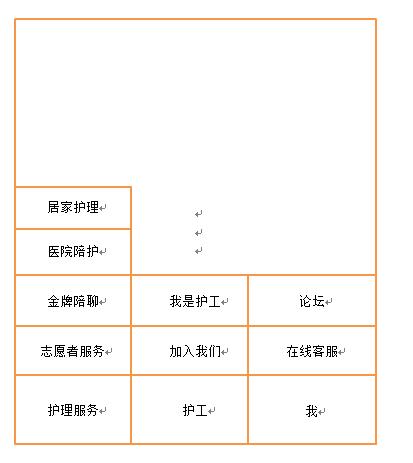 居家护理
医院陪护
金牌陪聊 我是护工 论坛
志愿者服务 加入我们 在线客服
护理服务 护工 我